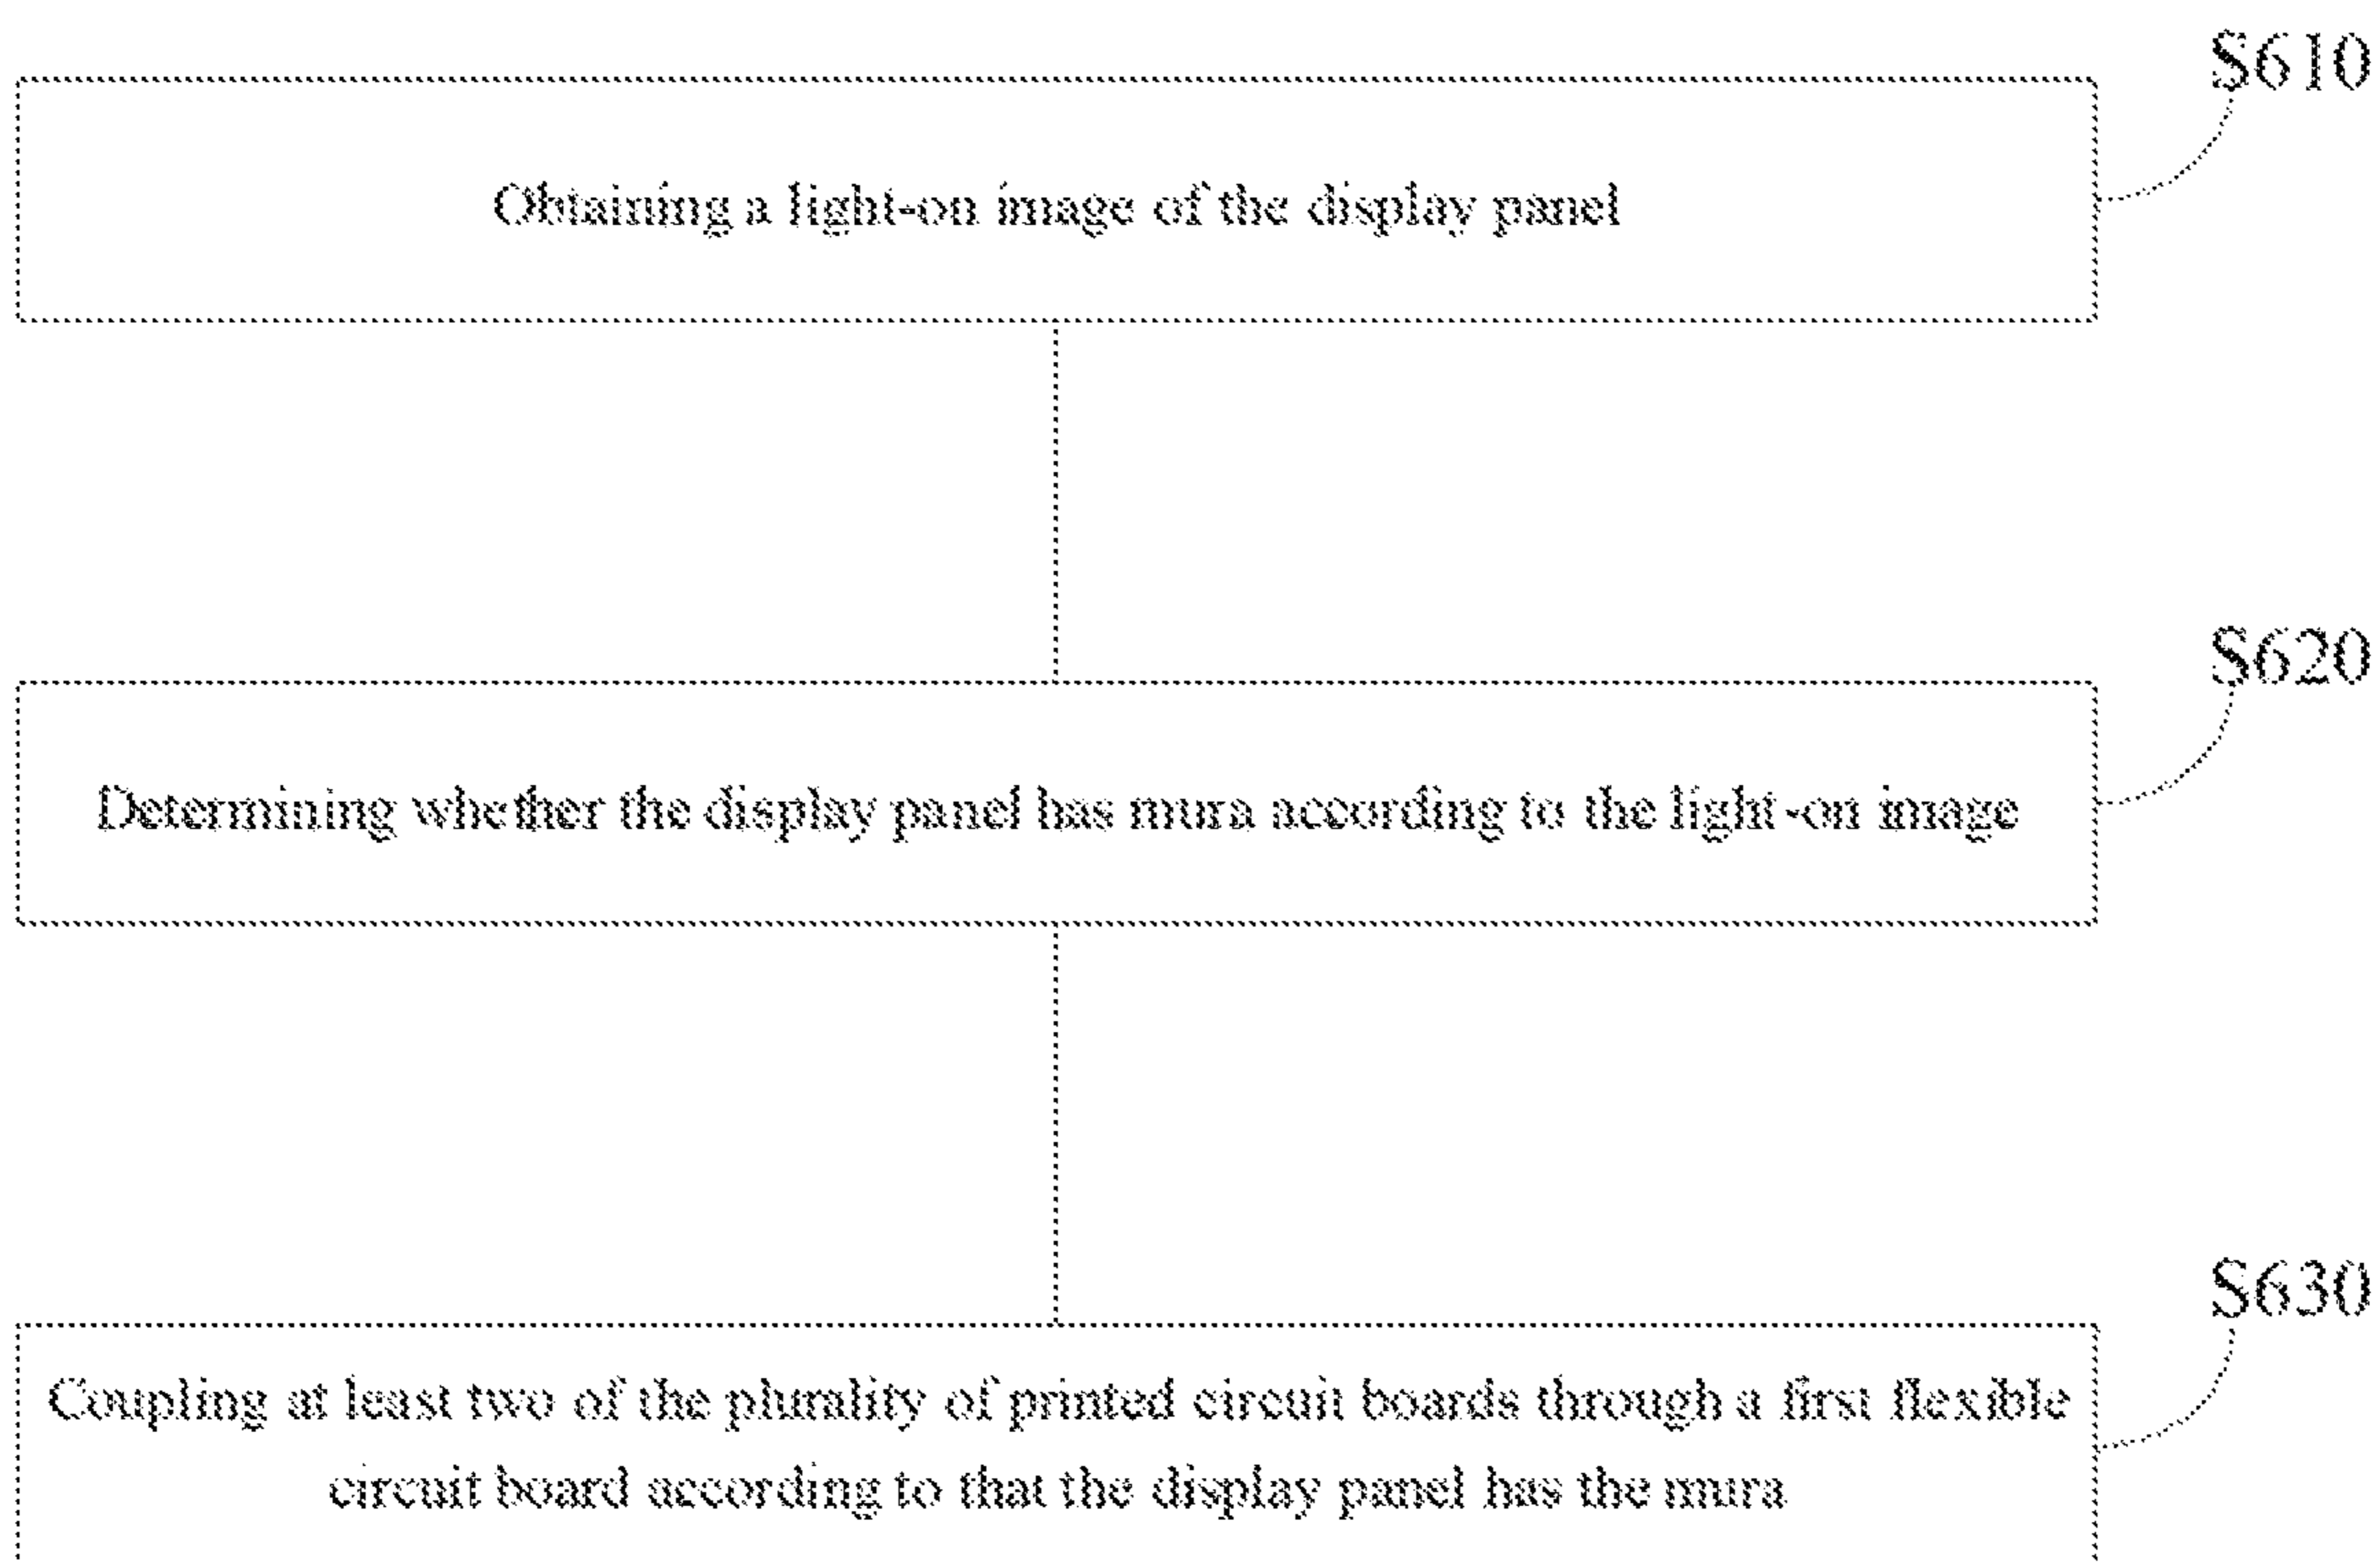 S610
Obtaining a light-on image of the display panel
S620
Determining whether the display panel has mura according to the light-on image
S630
Coupling at least two of the plurality of printed circuit boards through a first flexible
circuit board according to that the display panel has the mura